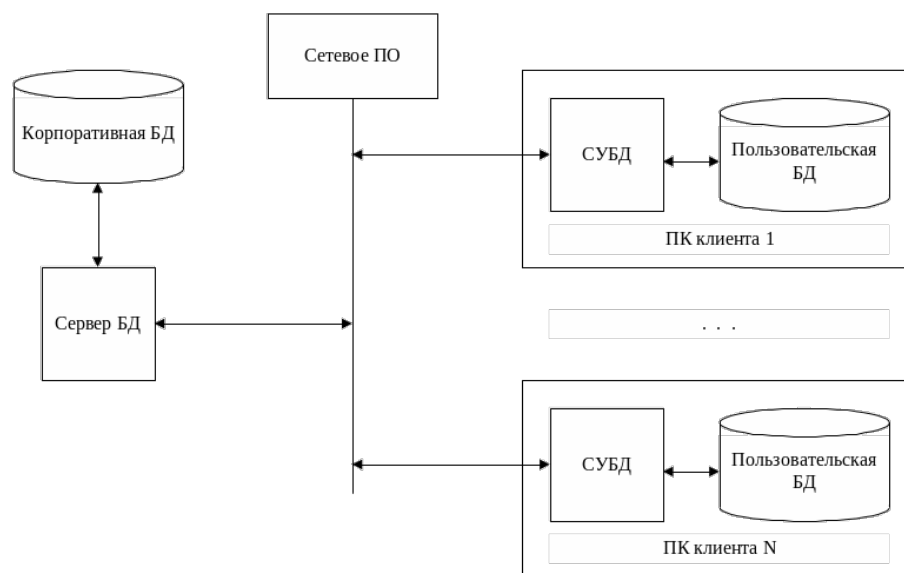 Сетевое ПО
Корпоративная БД
СУБД
Пользовательская
БД
ПК клиента 1
Сервер БД
. . .
СУБД
Пользовательская
БД
ПК клиента N